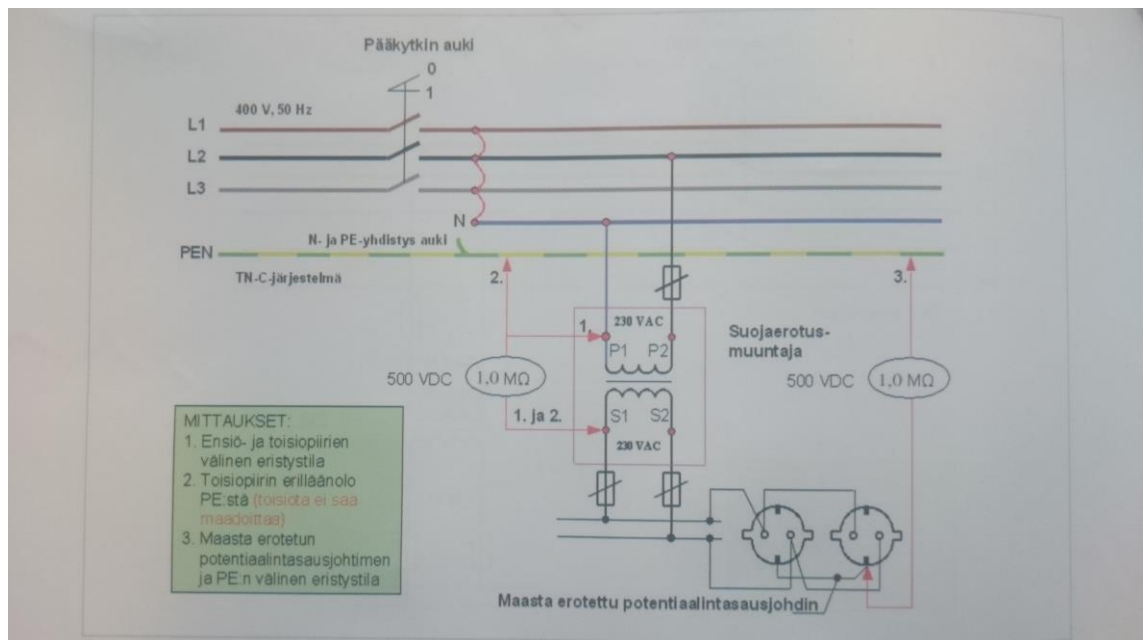 Pääkytkin auki
0
1
400 V, 50 Hz
L1
L2
L3
N
N- ja PE-yhdistys auki
PEN
TN-C-järjestelmä
2.
3.
1.
230 VAC
P1 P2
Suojaerotus-
muuntaja
500 VDC
1,0 MΩ
500 VDC
1,0 MΩ
1. ja 2.
S1 S2
230 VAC
MITTAUKSET:
1. Ensiö- ja toisiopiirien
välinen eristystila
2. Toisiopiirin erilläänolo
PE:stä (toisiota ei saa
maadoittaa)
3. Maasta erotetun
potentiaalintasausjohtimen
ja PE:n välinen eristystila
Maasta erotettu potentiaalintasausjohdin